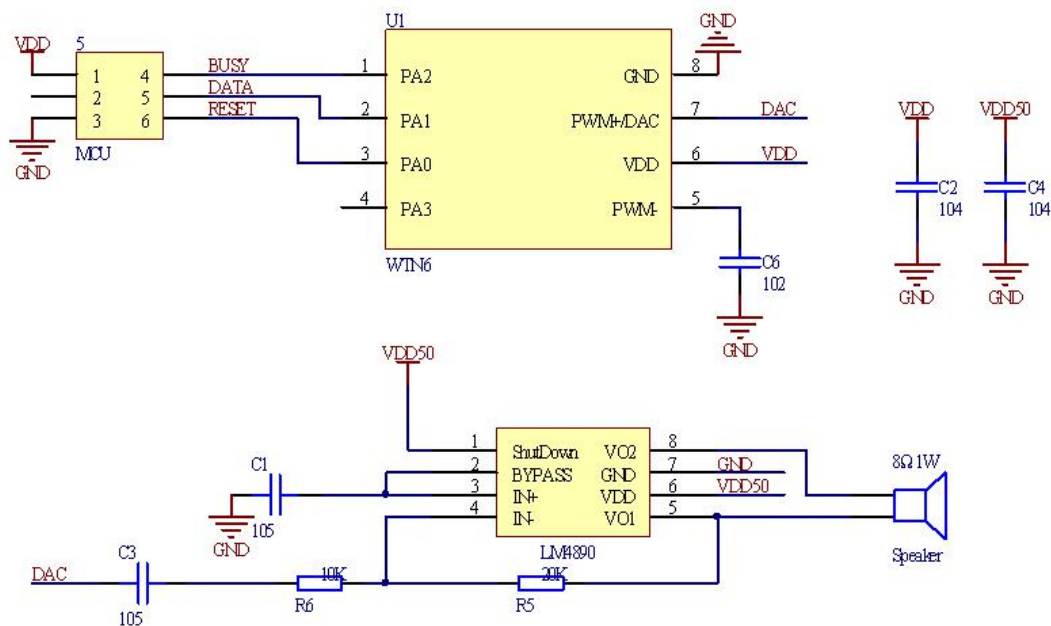 U1
GND
VDD
5
1 4
2 5
3 6
MCU
GND
BUSY
DATA
RESET
1 PA2
2 PA1
3 PA0
4 PA3
GND 8
PWM+/DAC 7 DAC
VDD 6 VDD
PWM- 5
WTN6
C6
102
GND
VDD
C2
104
GND
VDD50
C4
104
GND
VDD50
1 ShutDown
2 BYPASS
3 IN+
4 IN-
VO2 8
GND 7 GND
VDD 6 VDD50
VO1 5
LM4890
C1
105
GND
8Ω 1W
Speaker
DAC
C3
105
10K
R6
20K
R5